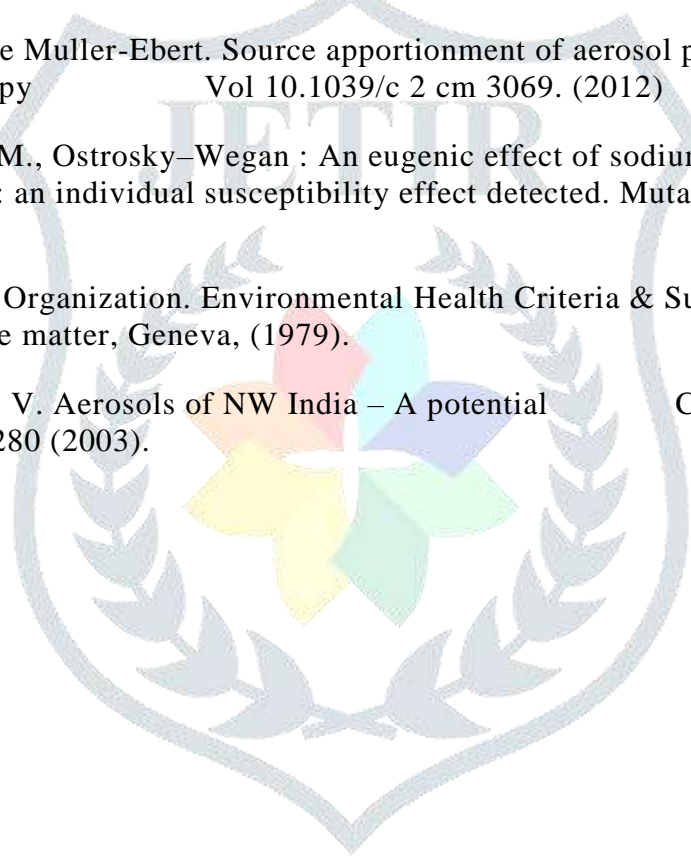 e Muller-Ebert. Source apportionment of aerosol p
py Vol 10.1039/c 2 cm 3069. (2012)
JETIR
M., Ostrosky–Wegan : An eugenic effect of sodium
: an individual susceptibility effect detected. Muta
Organization. Environmental Health Criteria & Su
e matter, Geneva, (1979).
V. Aerosols of NW India – A potential C
280 (2003).